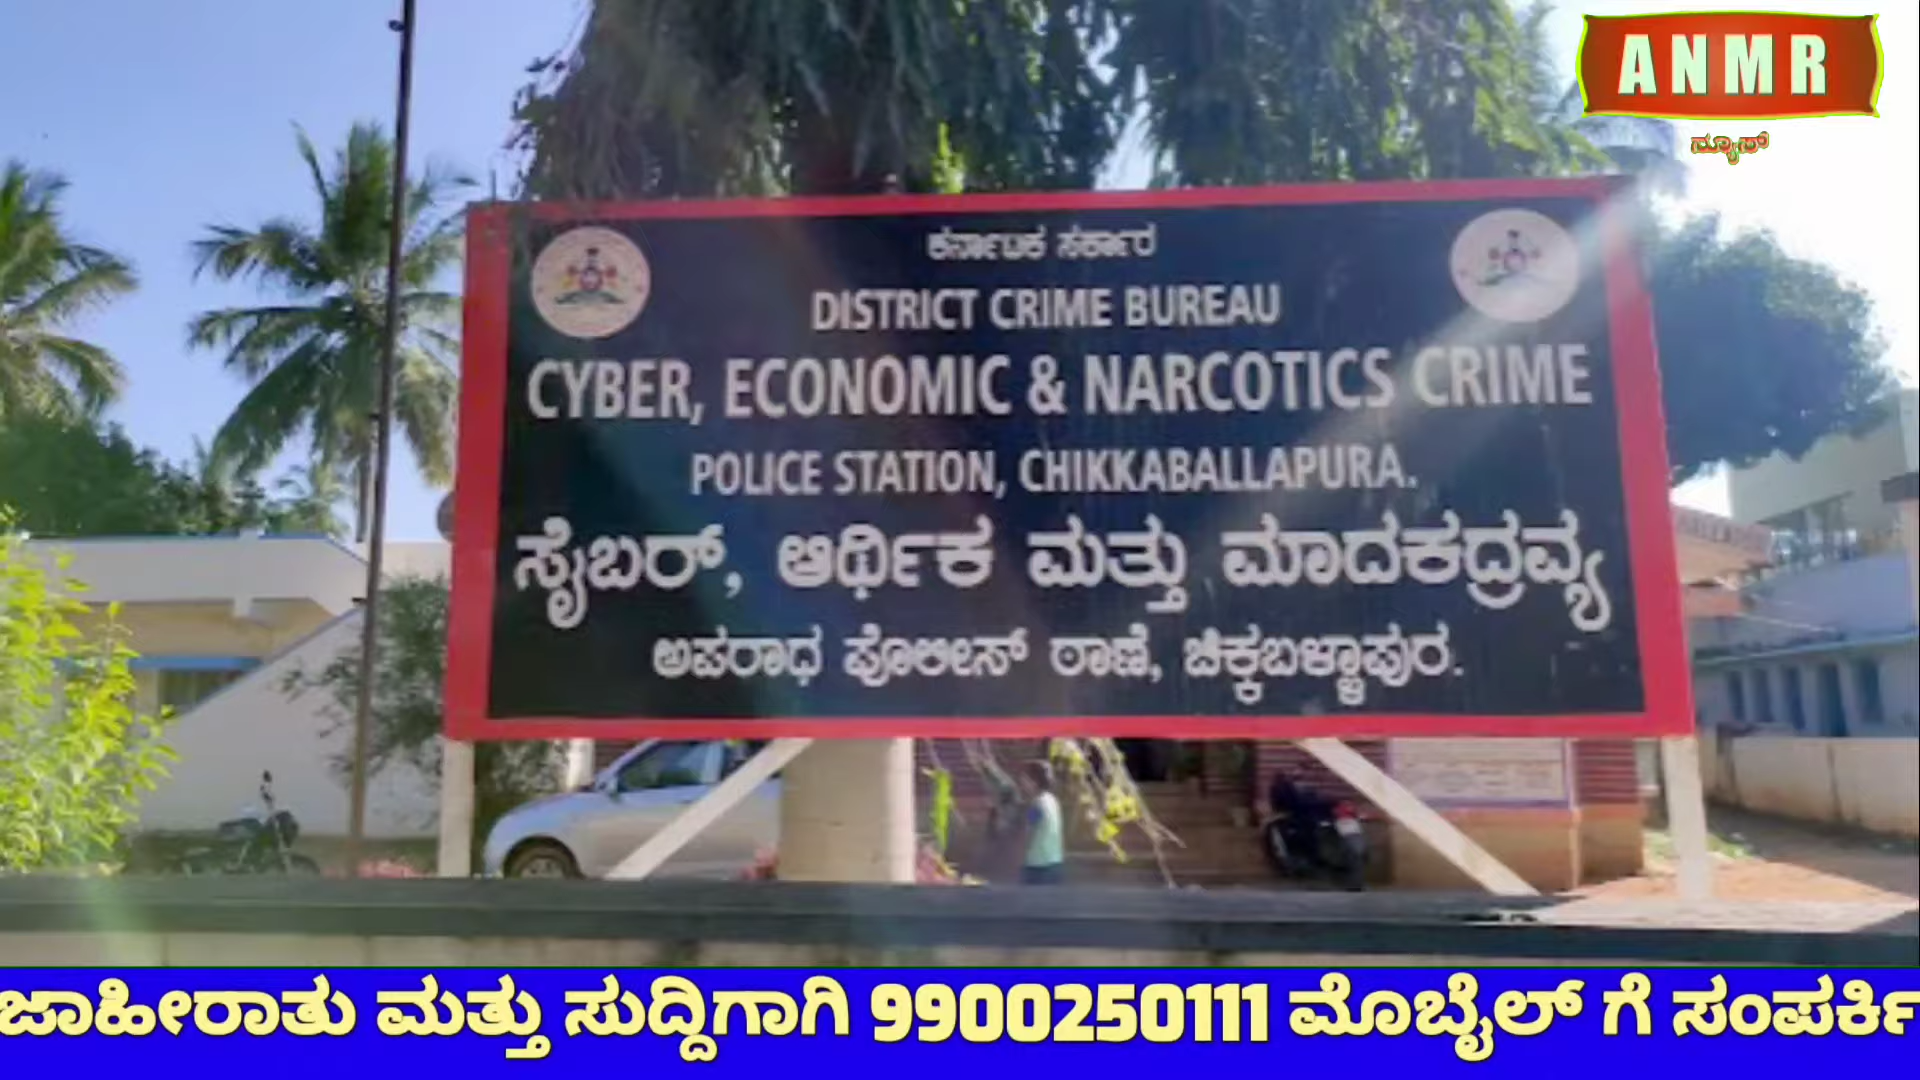 ANMR
ನ್ಯೂಸ್
ಕರ್ನಾಟಕ ಸರ್ಕಾರ
DISTRICT CRIME BUREAU
CYBER, ECONOMIC & NARCOTICS CRIME
POLICE STATION, CHIKKABALLAPURA.
ಸೈಬರ್, ಆರ್ಥಿಕ ಮತ್ತು ಮಾದಕದ್ರವ್ಯ
ಅಪರಾಧ ಪೊಲೀಸ್ ಠಾಣೆ, ಚಿಕ್ಕಬಳ್ಳಾಪುರ.
ಜಾಹೀರಾತು ಮತ್ತು ಸುದ್ದಿಗಾಗಿ 9900250111 ಮೊಬೈಲ್ ಗೆ ಸಂಪರ್ಕಿ